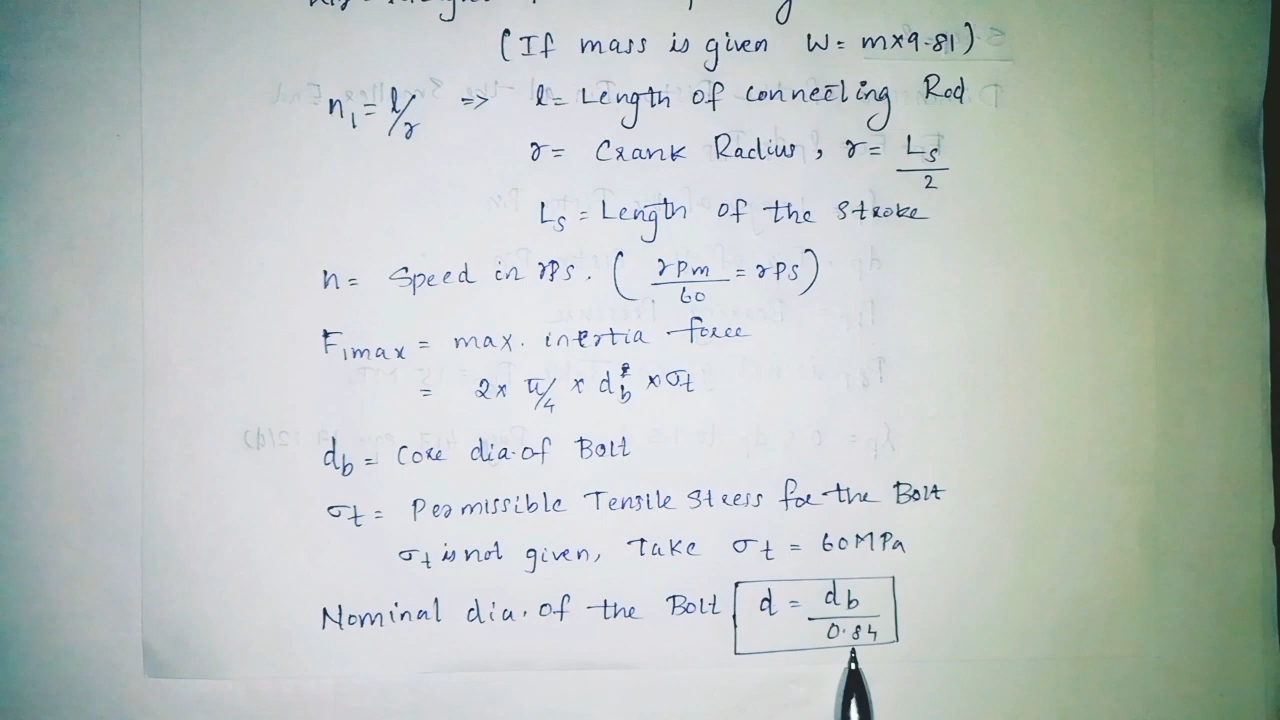 (If mass is given W = m×9.81)
n₁ = l/r => l = Length of connecting Rod
r = Crank Radius, r = Ls/2
Ls = Length of the Stroke
n = Speed in rps. (rpm/60 = rps)
F₁max = max. inertia force
= 2 × π/4 × db² × σt
db = Core dia. of Bolt
σt = Permissible Tensile Stress for the Bolt
σt is not given, Take σt = 60MPa
Nominal dia. of the Bolt d = db/0.84